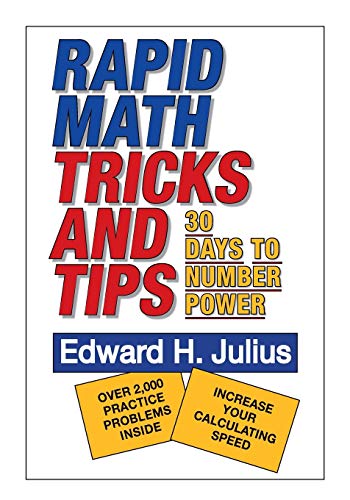 RAPID
MATH
TRICKS
AND
TIPS
30
DAYS TO
NUMBER
POWER
Edward H. Julius
OVER 2,000
PRACTICE
PROBLEMS
INSIDE
INCREASE
YOUR
CALCULATING
SPEED